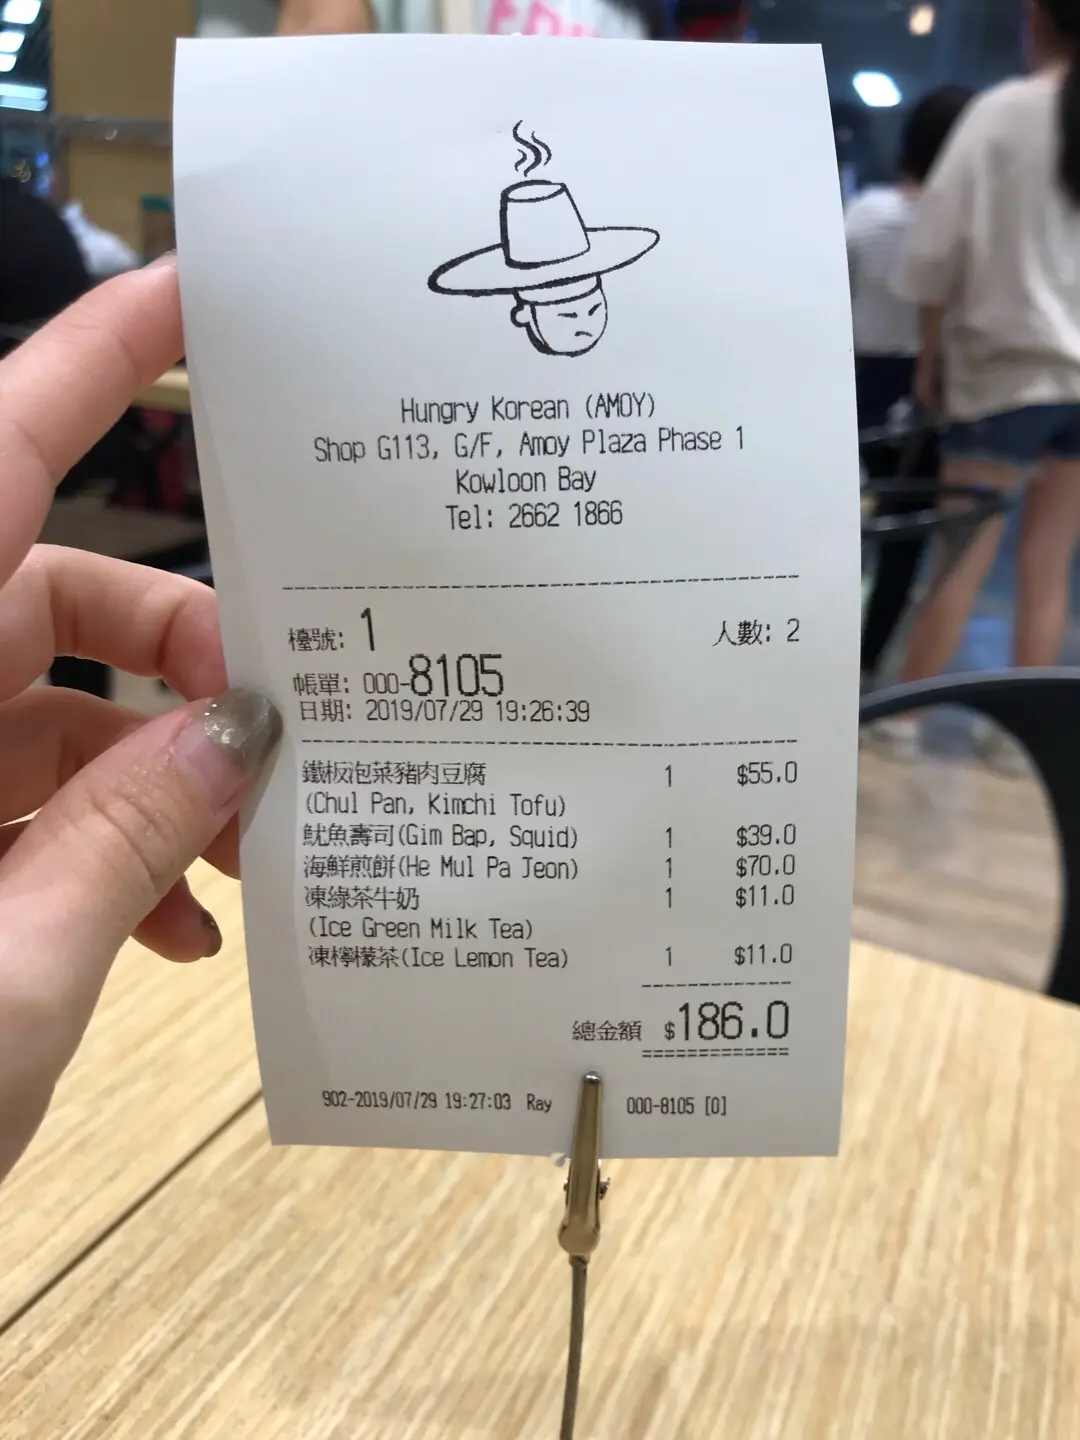 Hungry Korean (AMOY)
Shop G113, G/F, Amoy Plaza Phase 1
Kowloon Bay
Tel: 2662 1866
檯號: 1 人數: 2
帳單: 000-8105
日期: 2019/07/29 19:26:39
鐵板泡菜豬肉豆腐 1 $55.0
(Chul Pan, Kimchi Tofu)
魷魚壽司(Gim Bap, Squid) 1 $39.0
海鮮煎餅(He Mul Pa Jeon) 1 $70.0
凍綠茶牛奶 1 $11.0
(Ice Green Milk Tea)
凍檸檬茶(Ice Lemon Tea) 1 $11.0
總金額 $186.0
902-2019/07/29 19:27:03 Ray 000-8105 [0]